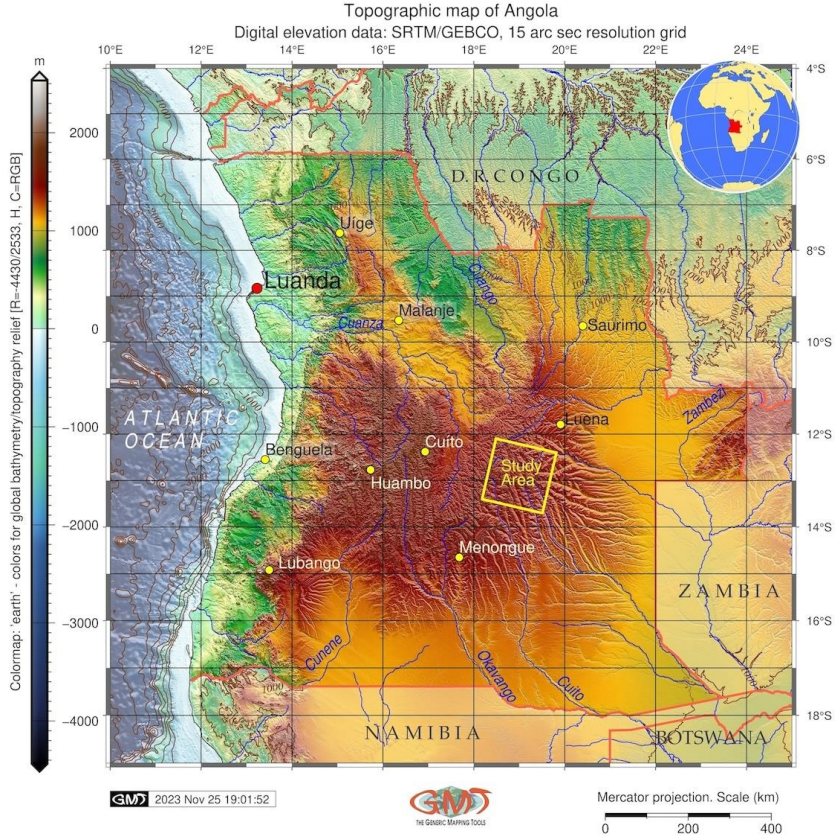 Topographic map of Angola
Digital elevation data: SRTM/GEBCO, 15 arc sec resolution grid
10°E 12°E 14°E 16°E 18°E 20°E 22°E 24°E
m
4°S
2000
D.R.CONGO
6°S
Uíge
1000
8°S
Cuango
Luanda
1000
Malanje
Cuanza
Saurimo
0
10°S
1000
Zambezi
ATLANTIC
OCEAN
Luena
−1000
12°S
Cuito
Benguela
Study
Area
Huambo
−2000
14°S
Menongue
Lubango
ZAMBIA
−3000
16°S
Cunene
Okavango
Cuito
1000
−4000
18°S
NAMIBIA
BOTSWANA
Colormap: 'earth' - colors for global bathymetry/topography relief [R=-4430/2533, H, C=RGB]
GMT 2023 Nov 25 19:01:52
GMT
THE GENERIC MAPPING TOOLS
Mercator projection. Scale (km)
0 200 400